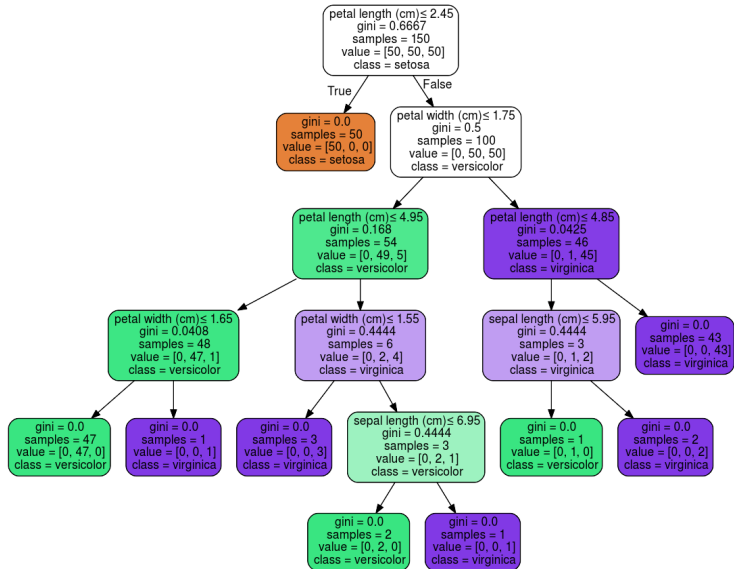 petal length (cm)≤ 2.45
gini = 0.6667
samples = 150
value = [50, 50, 50]
class = setosa
True
False
gini = 0.0
samples = 50
value = [50, 0, 0]
class = setosa
petal width (cm)≤ 1.75
gini = 0.5
samples = 100
value = [0, 50, 50]
class = versicolor
petal length (cm)≤ 4.95
gini = 0.168
samples = 54
value = [0, 49, 5]
class = versicolor
petal length (cm)≤ 4.85
gini = 0.0425
samples = 46
value = [0, 1, 45]
class = virginica
petal width (cm)≤ 1.65
gini = 0.0408
samples = 48
value = [0, 47, 1]
class = versicolor
petal width (cm)≤ 1.55
gini = 0.4444
samples = 6
value = [0, 2, 4]
class = virginica
sepal length (cm)≤ 5.95
gini = 0.4444
samples = 3
value = [0, 1, 2]
class = virginica
gini = 0.0
samples = 43
value = [0, 0, 43]
class = virginica
gini = 0.0
samples = 47
value = [0, 47, 0]
class = versicolor
gini = 0.0
samples = 1
value = [0, 0, 1]
class = virginica
gini = 0.0
samples = 3
value = [0, 0, 3]
class = virginica
sepal length (cm)≤ 6.95
gini = 0.4444
samples = 3
value = [0, 2, 1]
class = versicolor
gini = 0.0
samples = 1
value = [0, 1, 0]
class = versicolor
gini = 0.0
samples = 2
value = [0, 0, 2]
class = virginica
gini = 0.0
samples = 2
value = [0, 2, 0]
class = versicolor
gini = 0.0
samples = 1
value = [0, 0, 1]
class = virginica